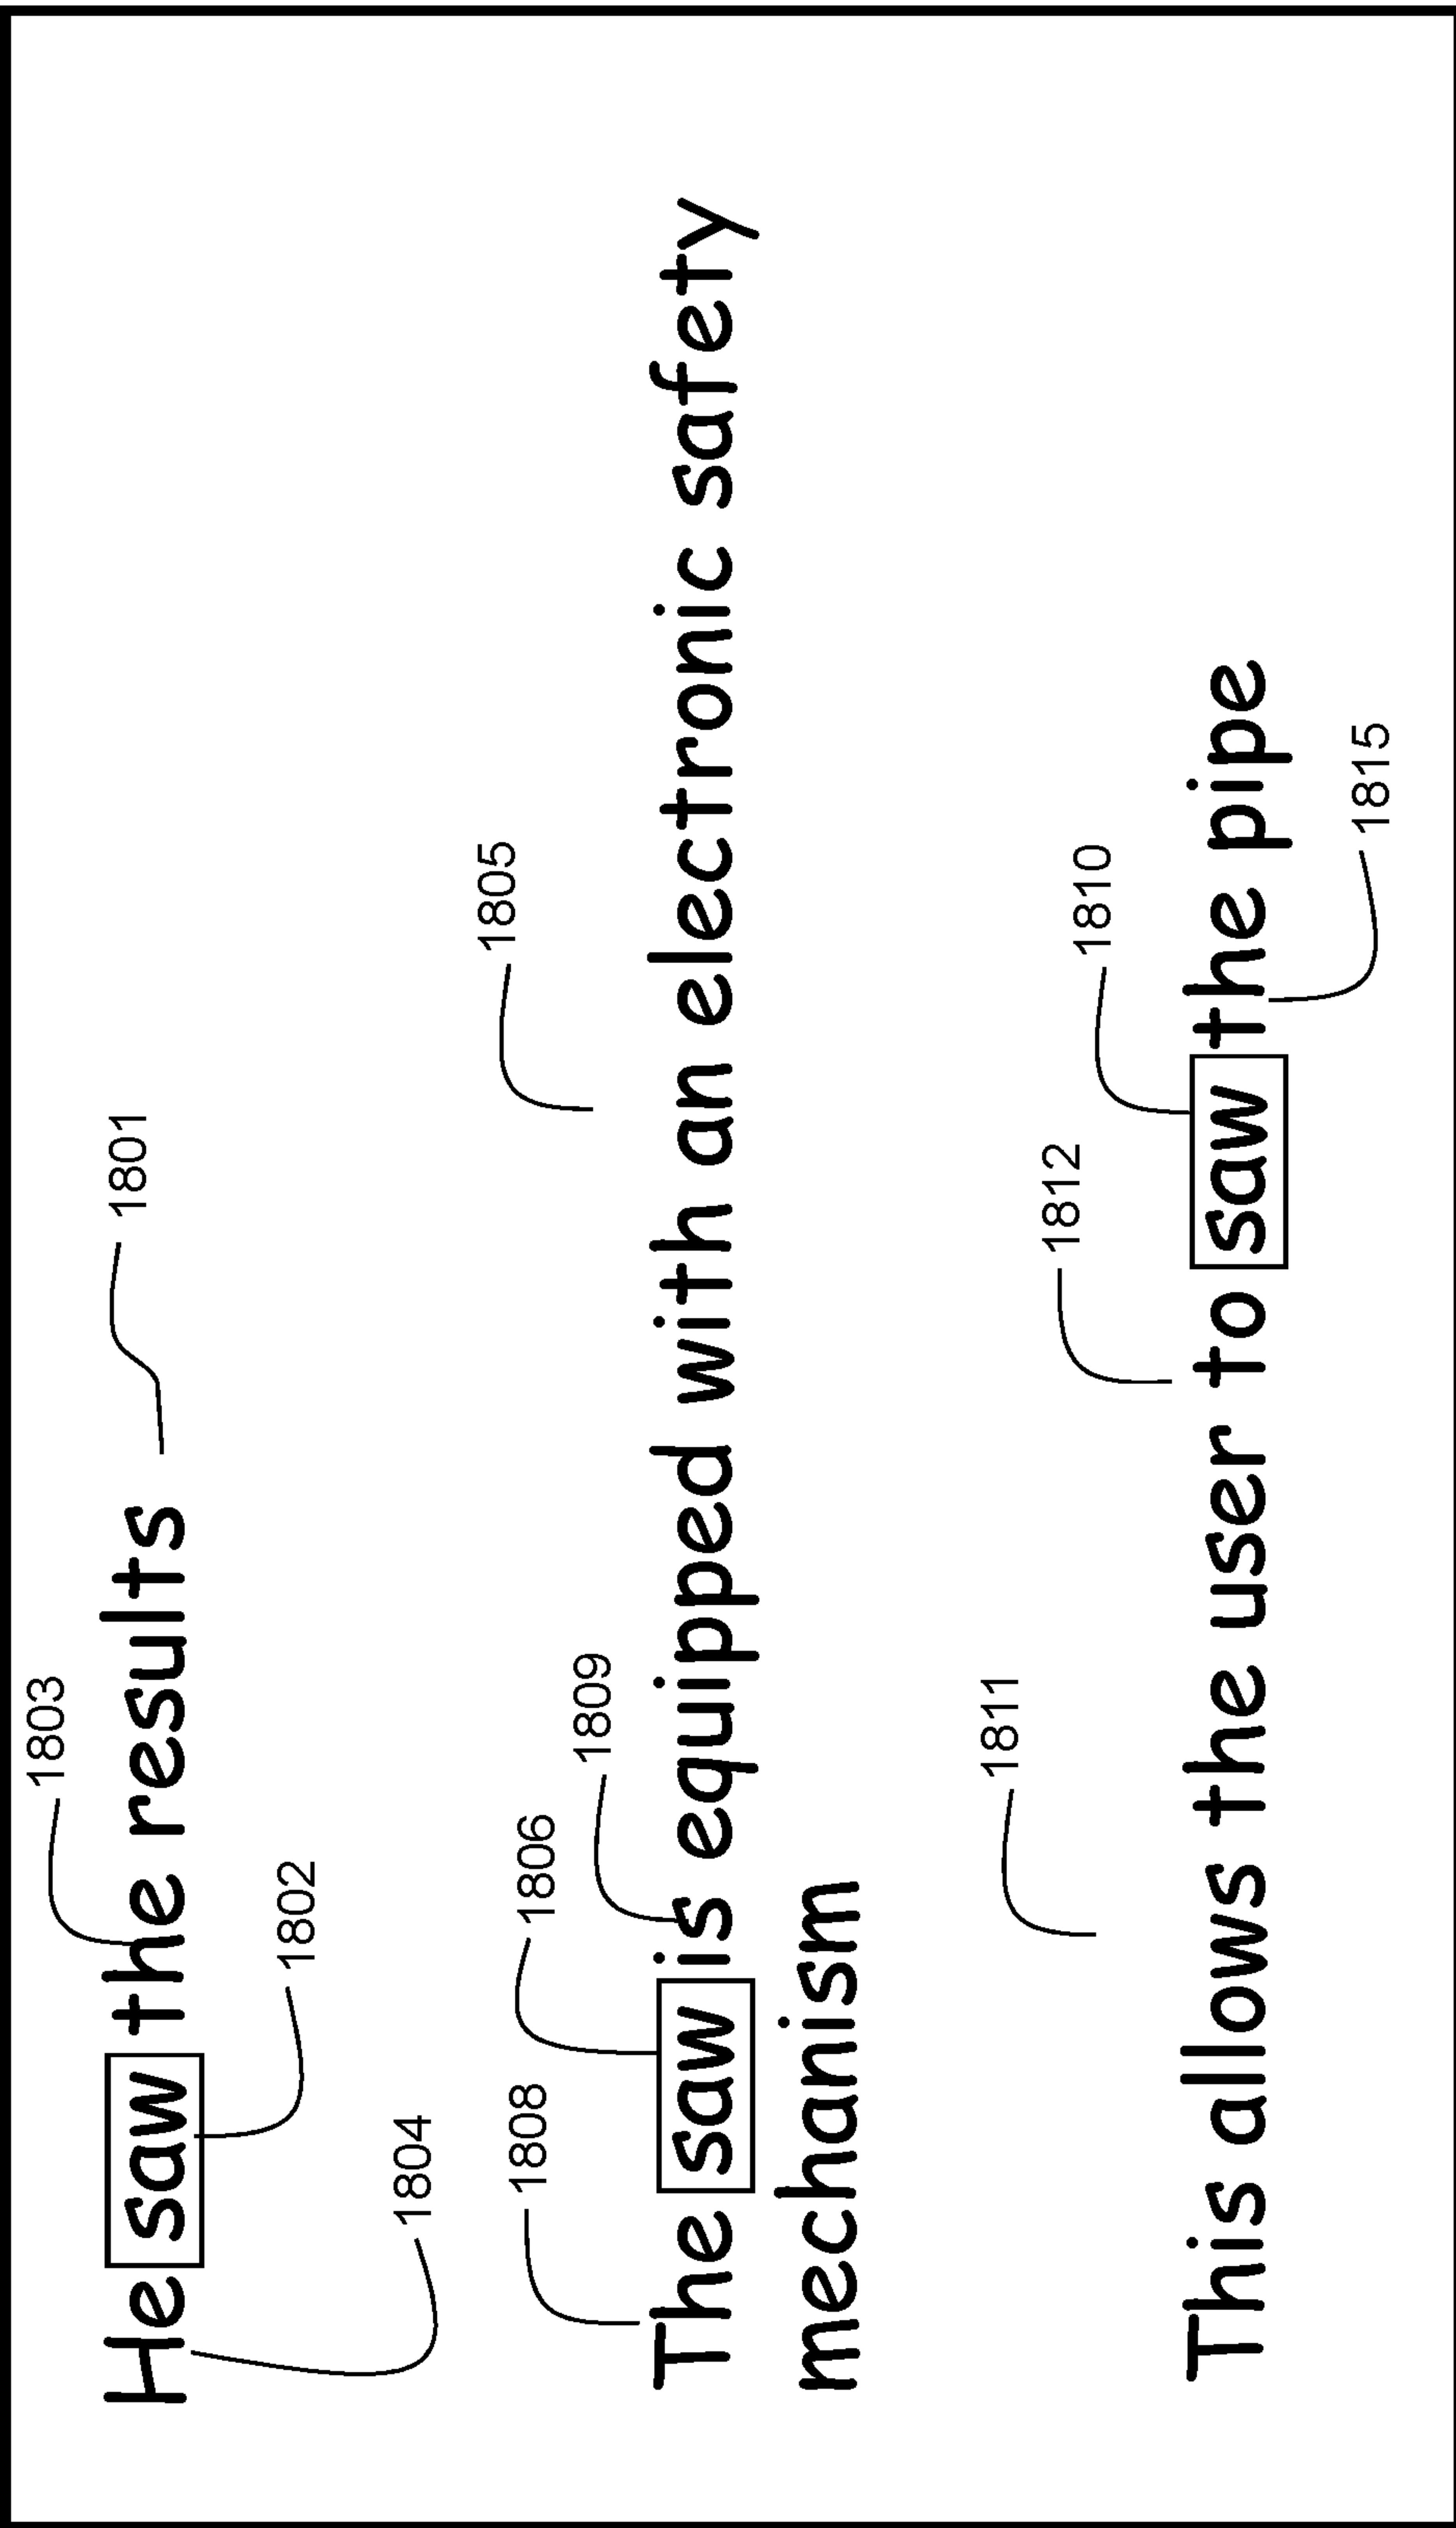 1803
He saw the results 1801
1802
1804
1805
1808 1806 1809
The saw is equipped with an electronic safety
mechanism
1811 1812 1810
This allows the user to saw the pipe
1815